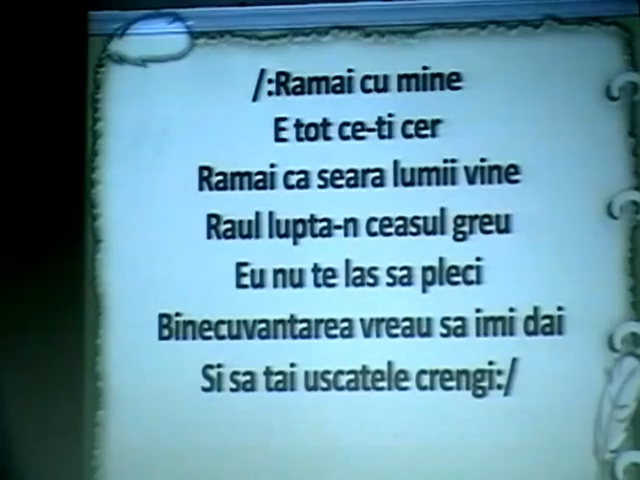 /:Ramai cu mine
E tot ce-ti cer
Ramai ca seara lumii vine
Raul lupta-n ceasul greu
Eu nu te las sa pleci
Binecuvantarea vreau sa imi dai
Si sa tai uscatele crengi:/